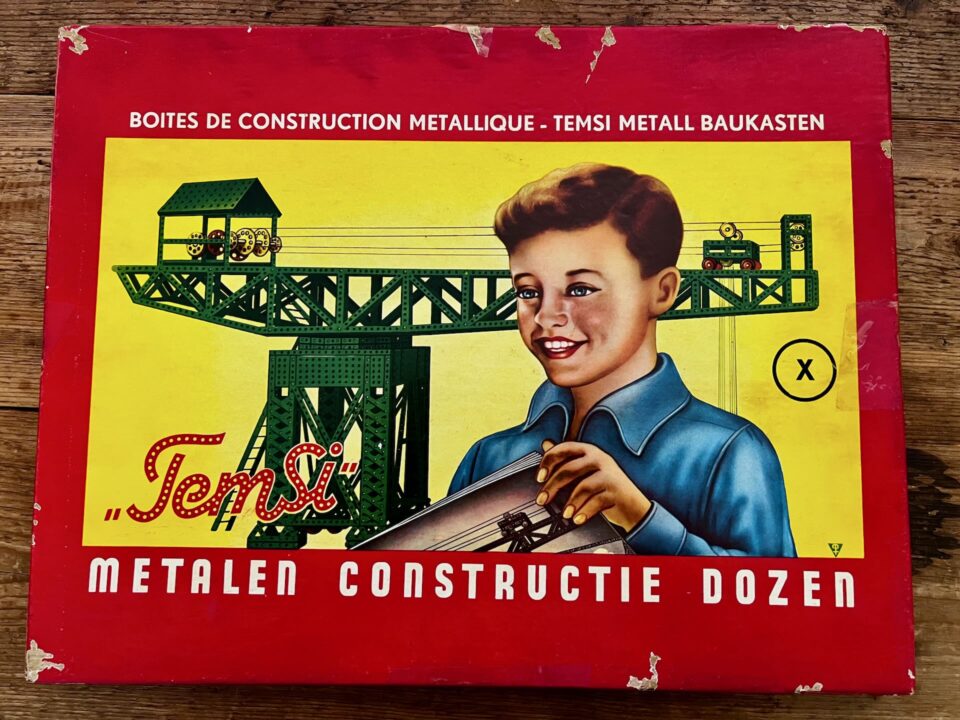 BOITES DE CONSTRUCTION METALLIQUE - TEMSI METALL BAUKASTEN
X
„TemSi”
METALEN CONSTRUCTIE DOZEN